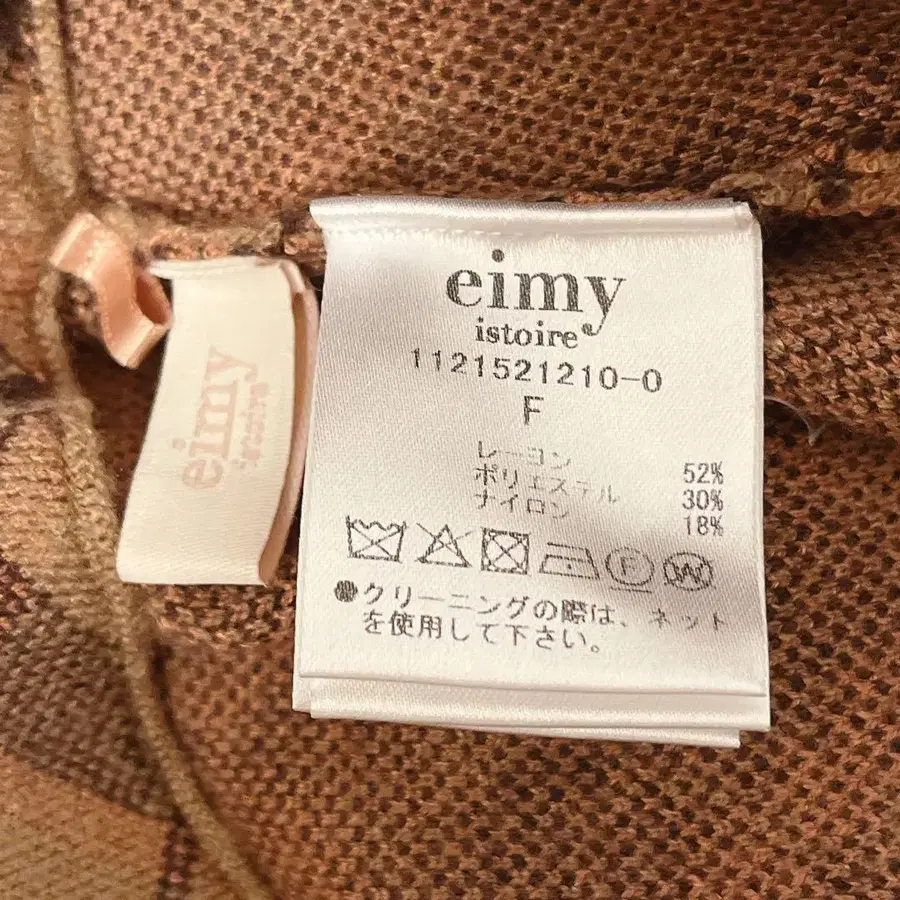 eimy
istoire
eimy
istoire
1121521210-0
F
レーヨン 52%
ポリエステル 30%
ナイロン 18%
F W
●クリーニングの際は、ネット
を使用して下さい。